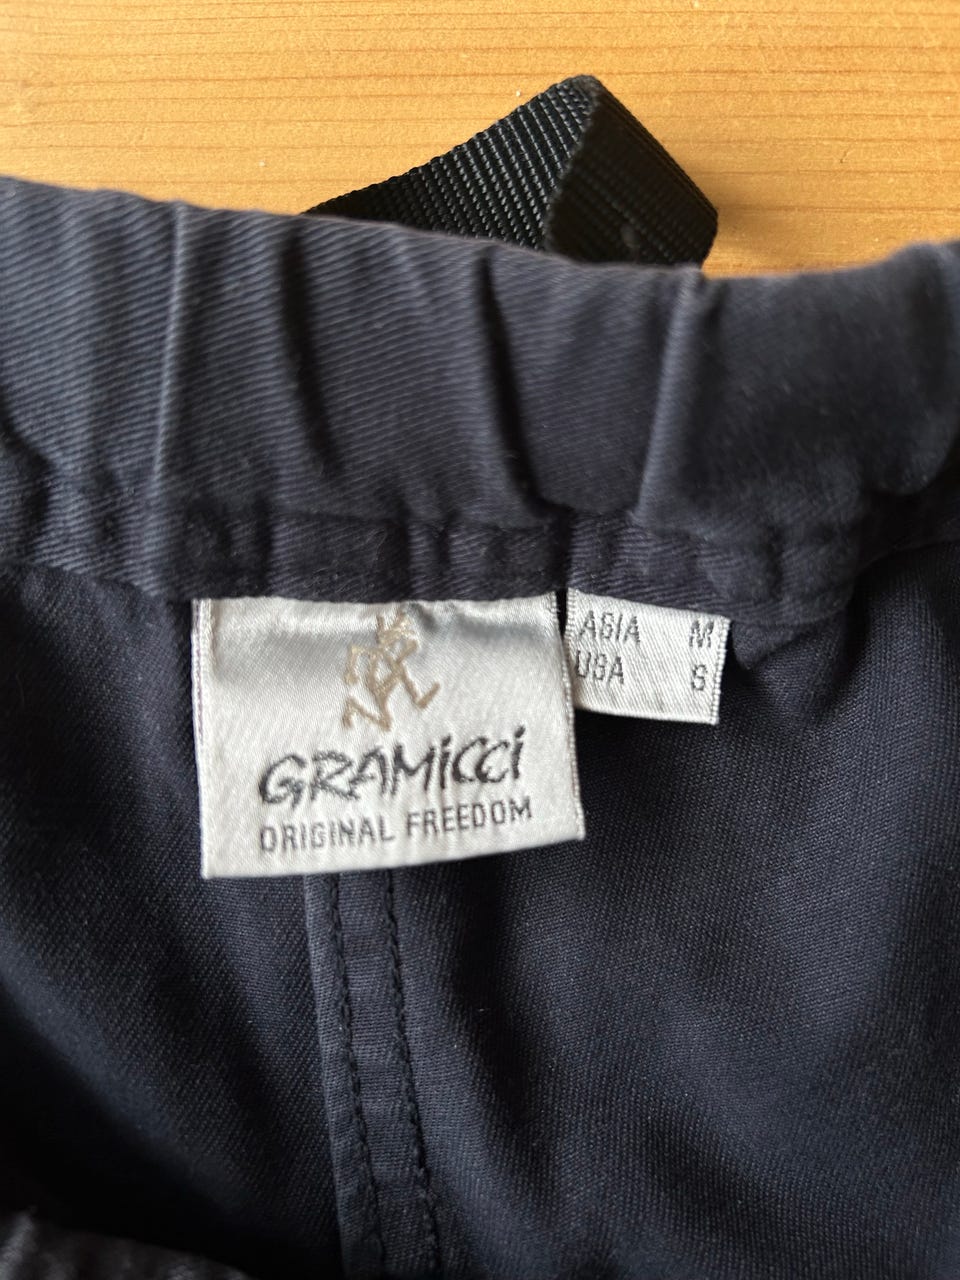 GRAMiCCi
ORIGINAL FREEDOM
ASIA M
USA S